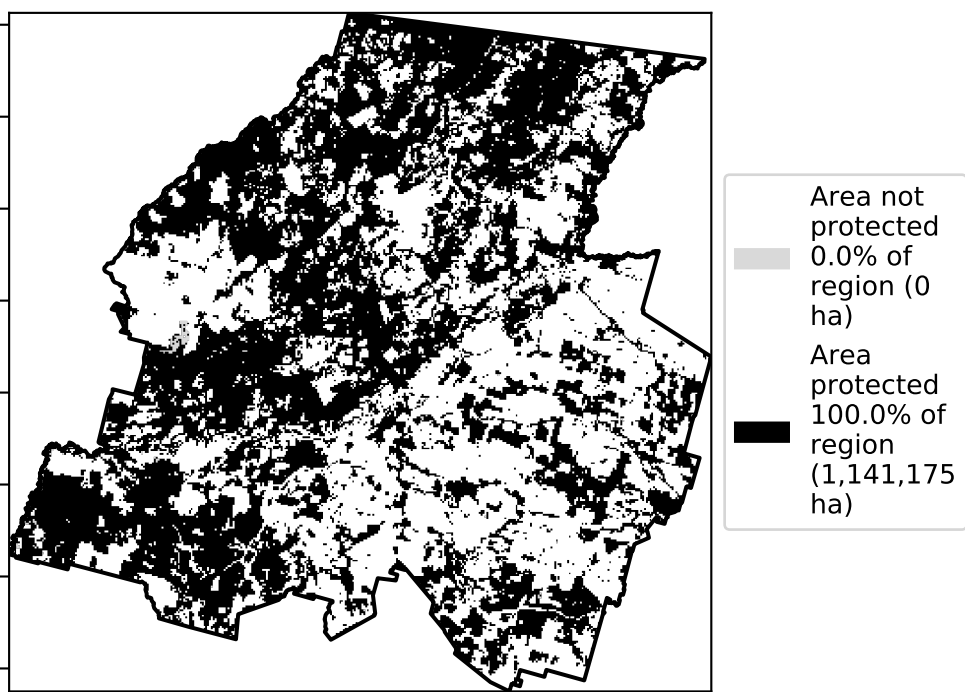 Area not
protected
0.0% of
region (0
ha)
Area
protected
100.0% of
region
(1,141,175
ha)